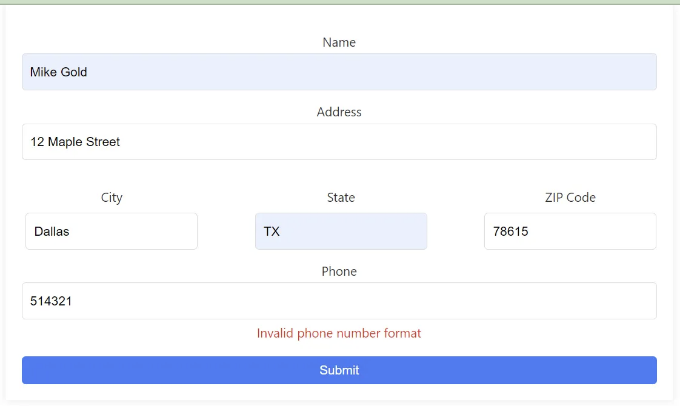 Name
Mike Gold
Address
12 Maple Street
City State ZIP Code
Dallas TX 78615
Phone
514321
Invalid phone number format
Submit